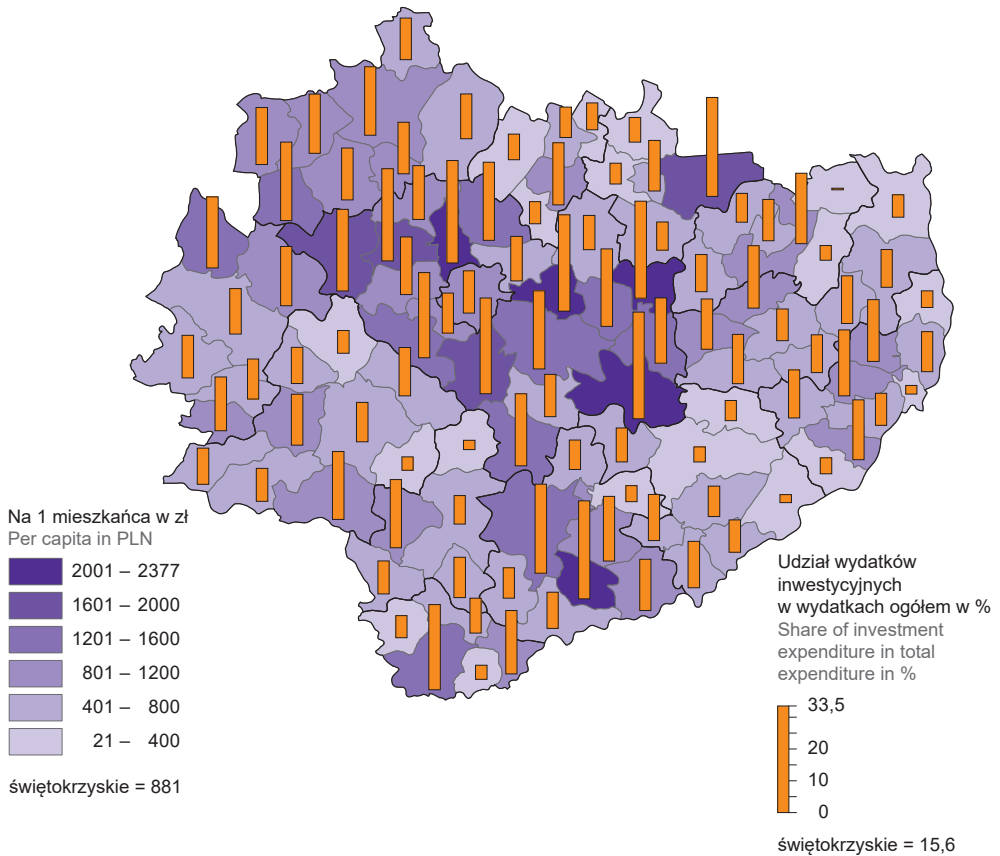 Na 1 mieszkańca w zł
Per capita in PLN
2001 – 2377
1601 – 2000
1201 – 1600
801 – 1200
401 – 800
21 – 400
świętokrzyskie = 881
Udział wydatków
inwestycyjnych
w wydatkach ogółem w %
Share of investment
expenditure in total
expenditure in %
33,5
20
10
0
świętokrzyskie = 15,6